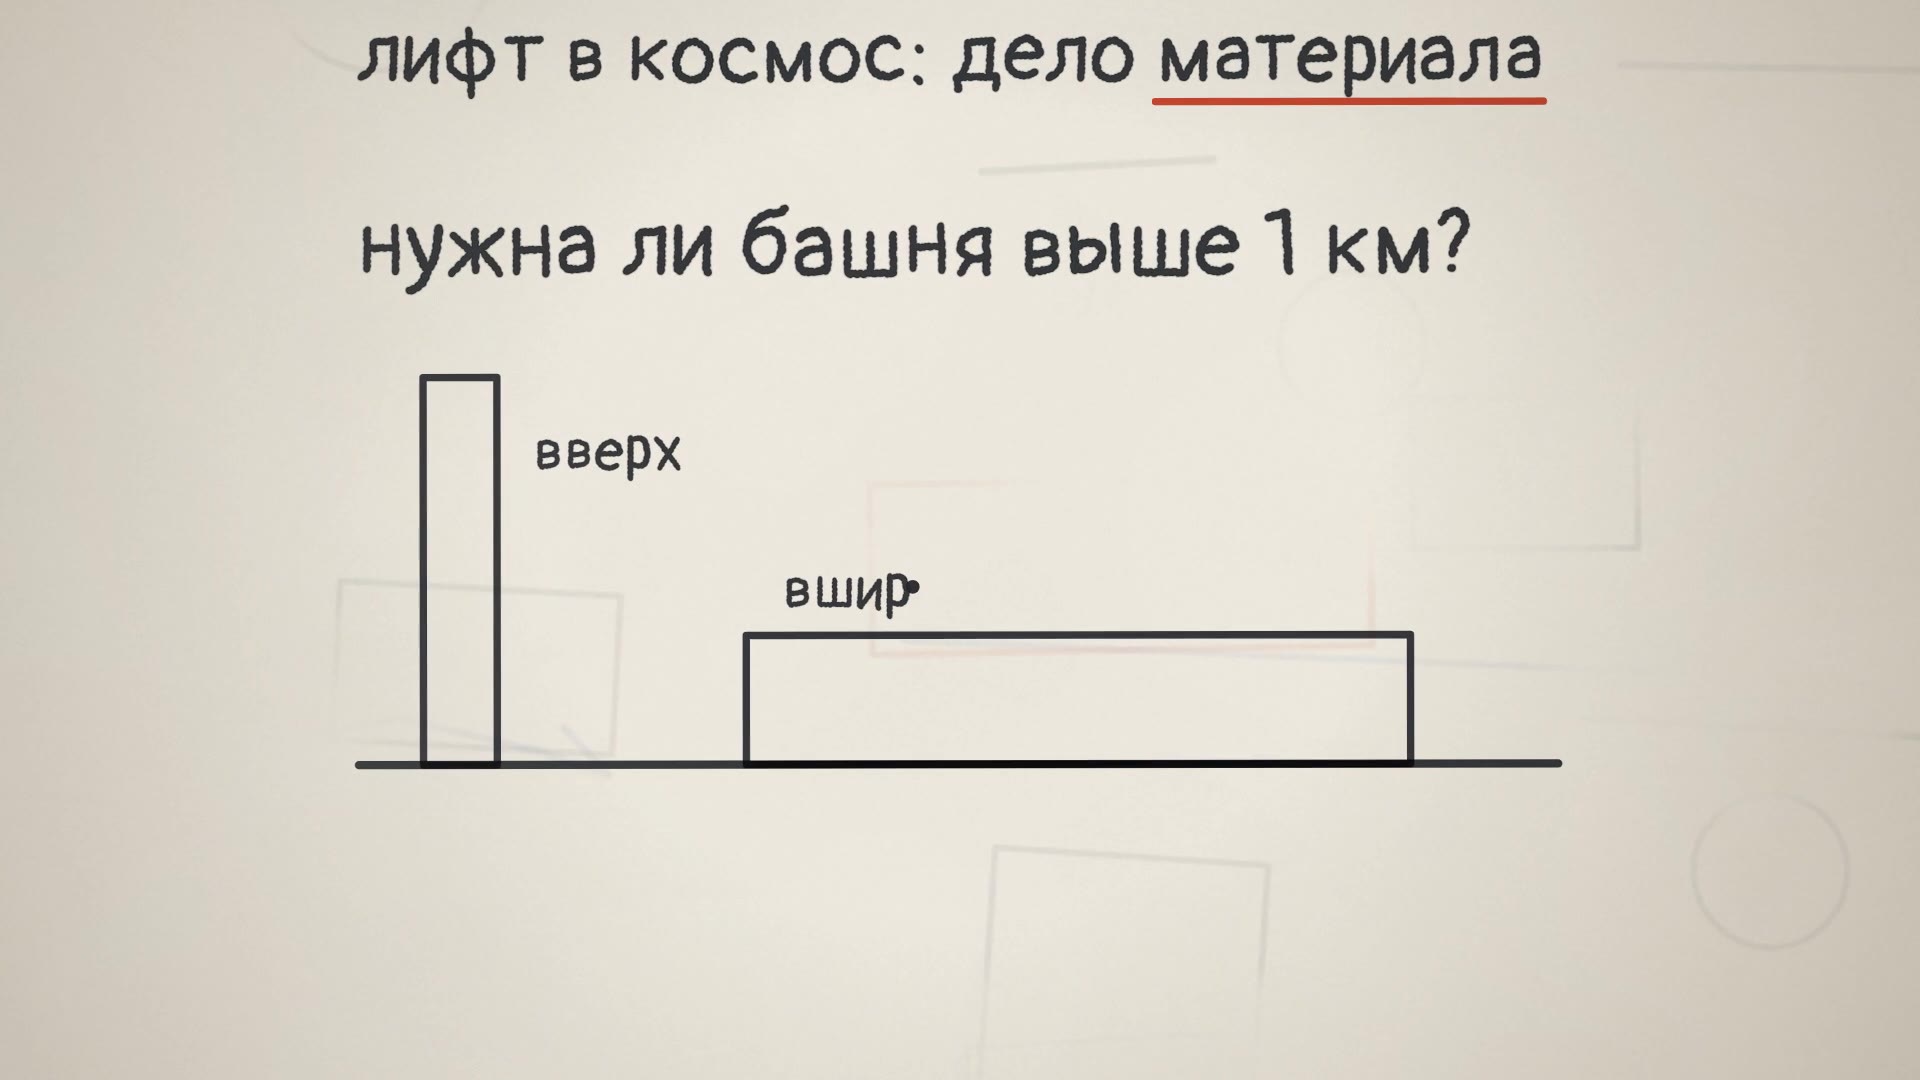 лифт в космос: дело материала
нужна ли башня выше 1 км?
вверх
вшир